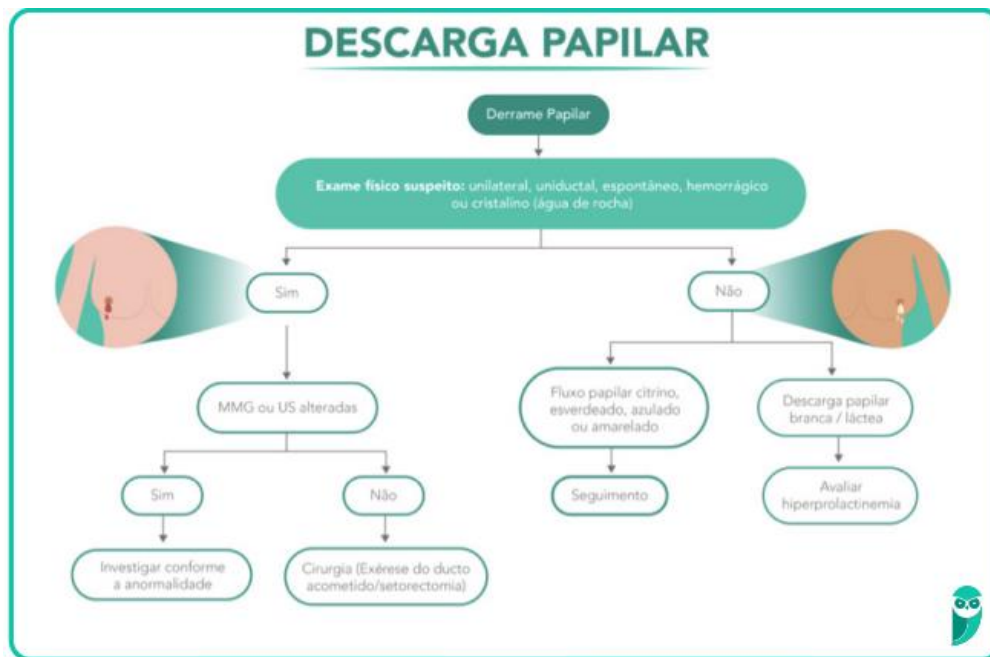 DESCARGA PAPILAR
Derrame Papilar
Exame físico suspeito: unilateral, uniductal, espontâneo, hemorrágico
ou cristalino (água de rocha)
Sim
Não
MMG ou US alteradas
Fluxo papilar citrino,
esverdeado, azulado
ou amarelado
Descarga papilar
branca / láctea
Sim
Não
Seguimento
Avaliar
hiperprolactinemia
Investigar conforme
a anormalidade
Cirurgia (Exérese do ducto
acometido/setorectomia)